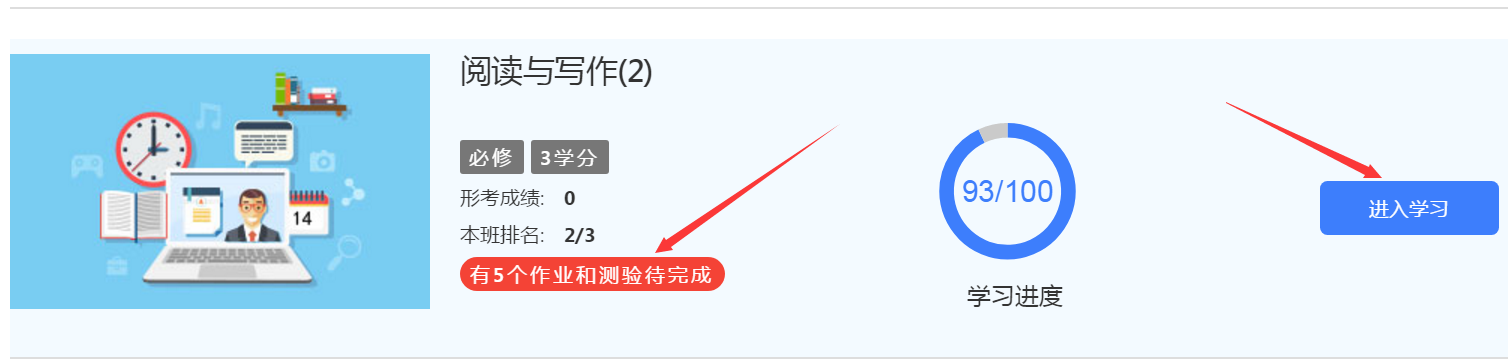 阅读与写作(2)
必修 3学分
形考成绩: 0
本班排名: 2/3
有5个作业和测验待完成
93/100
学习进度
进入学习
14